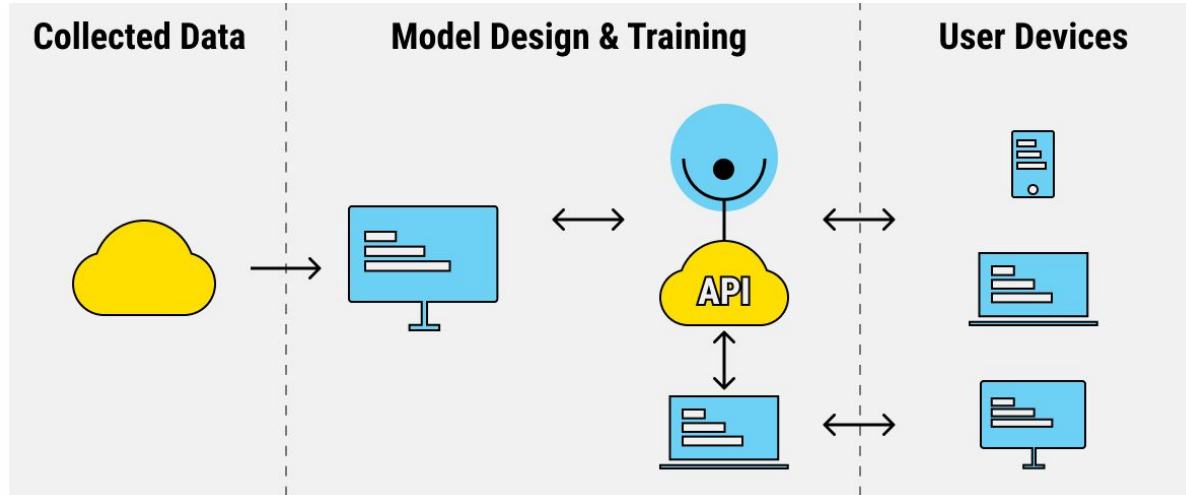 Collected Data
Model Design & Training
User Devices
API